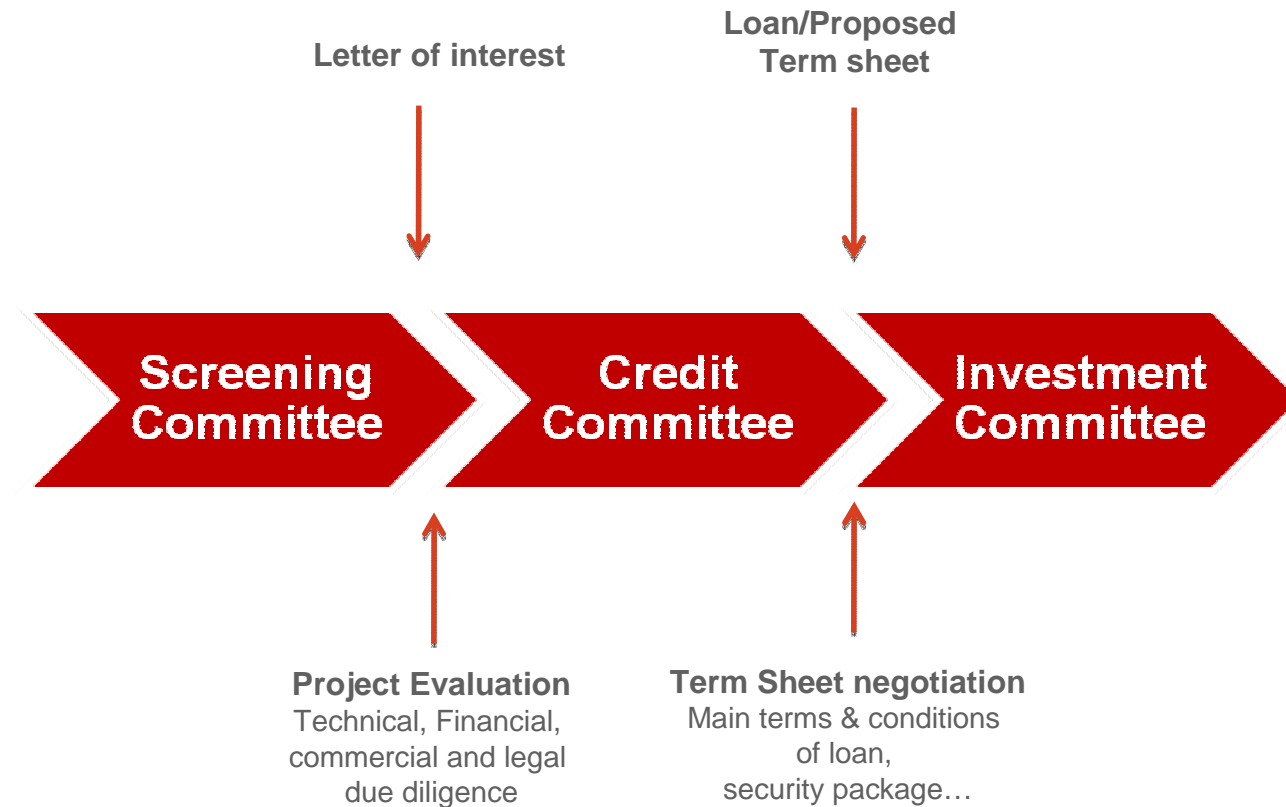 Letter of interest
Loan/Proposed
Term sheet
Screening
Committee
Credit
Committee
Investment
Committee
Project Evaluation
Technical, Financial,
commercial and legal
due diligence
Term Sheet negotiation
Main terms & conditions
of loan,
security package…